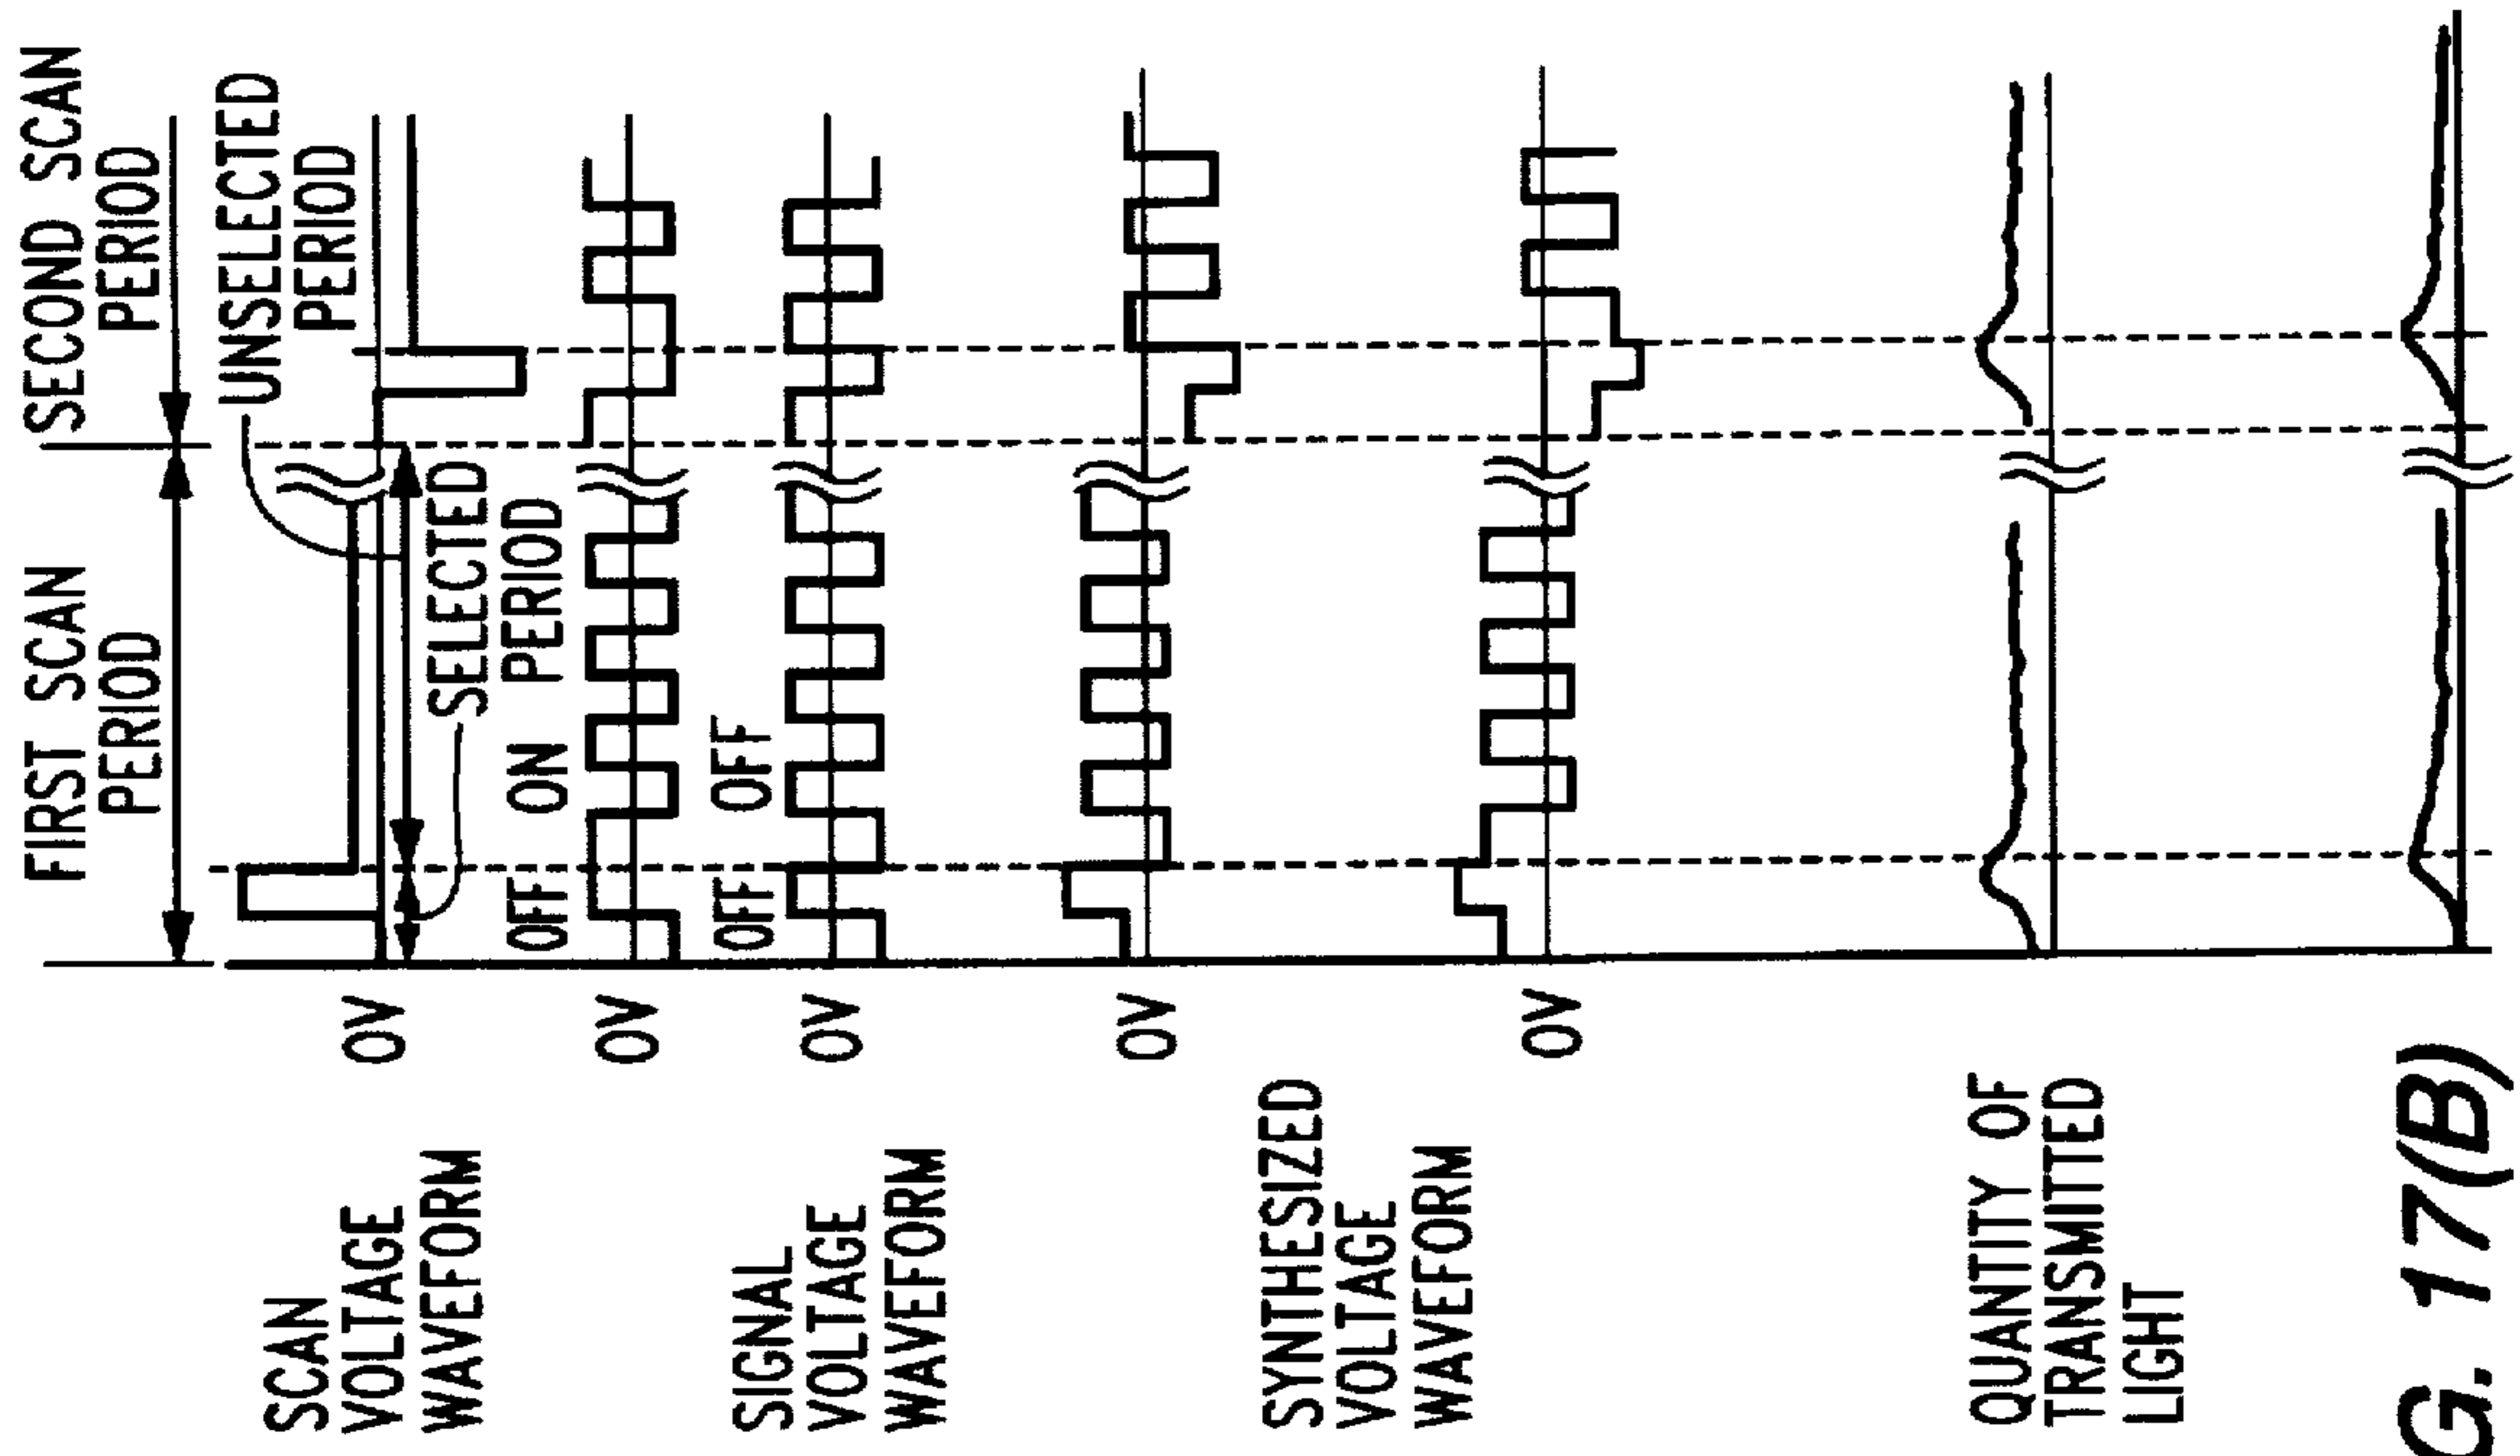 FIRST SCAN
PERIOD
SECOND SCAN
PERIOD
UNSELECTED
PERIOD
SELECTED
PERIOD
SCAN
VOLTAGE
WAVEFORM
0V
OFF ON
0V
OFF OFF
0V
SIGNAL
VOLTAGE
WAVEFORM
0V
SYNTHESIZED
VOLTAGE
WAVEFORM
0V
QUANTITY OF
TRANSMITTED
LIGHT
G. 17(B)